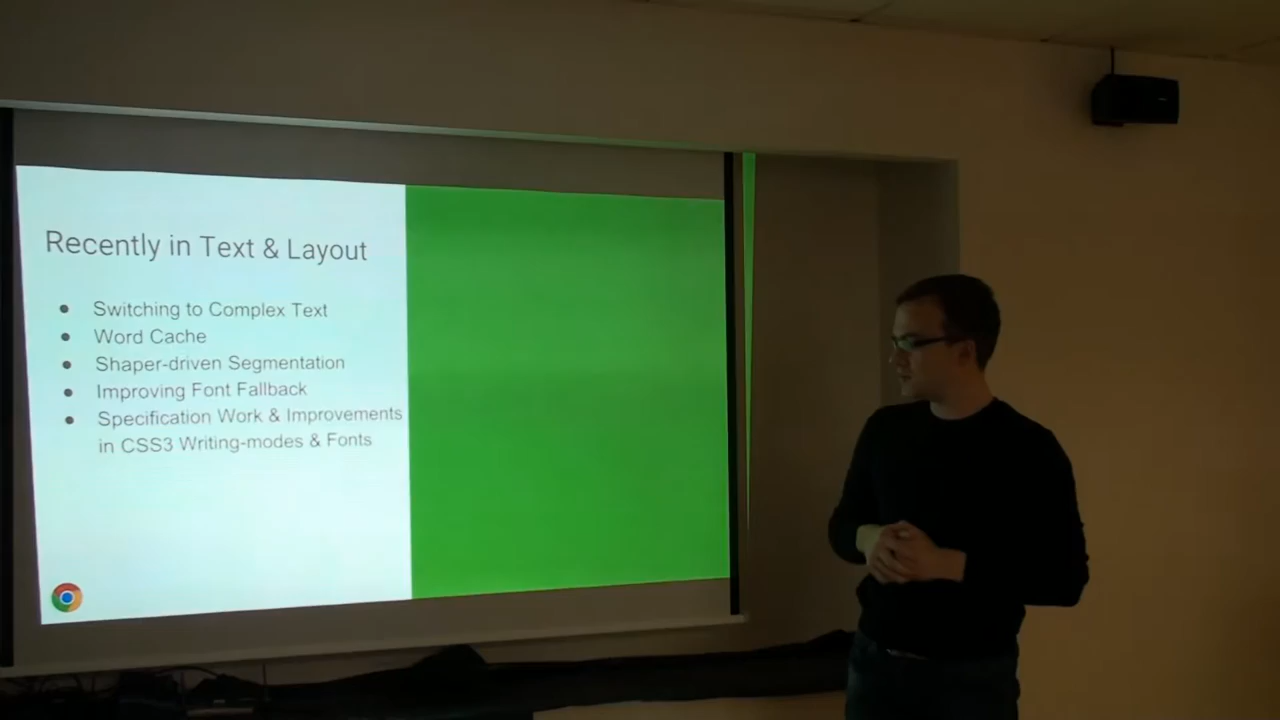 Recently in Text & Layout
● Switching to Complex Text
● Word Cache
● Shaper-driven Segmentation
● Improving Font Fallback
● Specification Work & Improvements
in CSS3 Writing-modes & Fonts